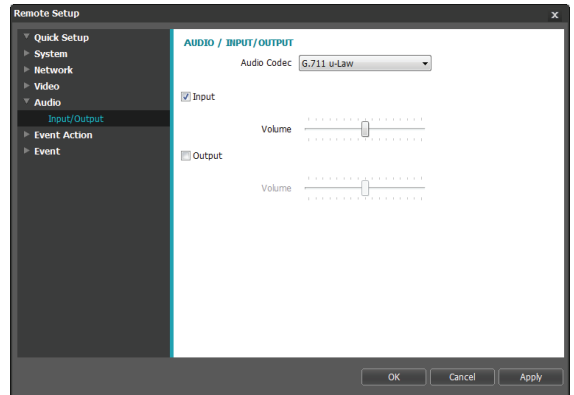 Remote Setup x
Quick Setup
System
Network
Video
Audio
Input/Output
Event Action
Event
AUDIO / INPUT/OUTPUT
Audio Codec G.711 u-Law
Input
Volume
Output
Volume
OK Cancel Apply